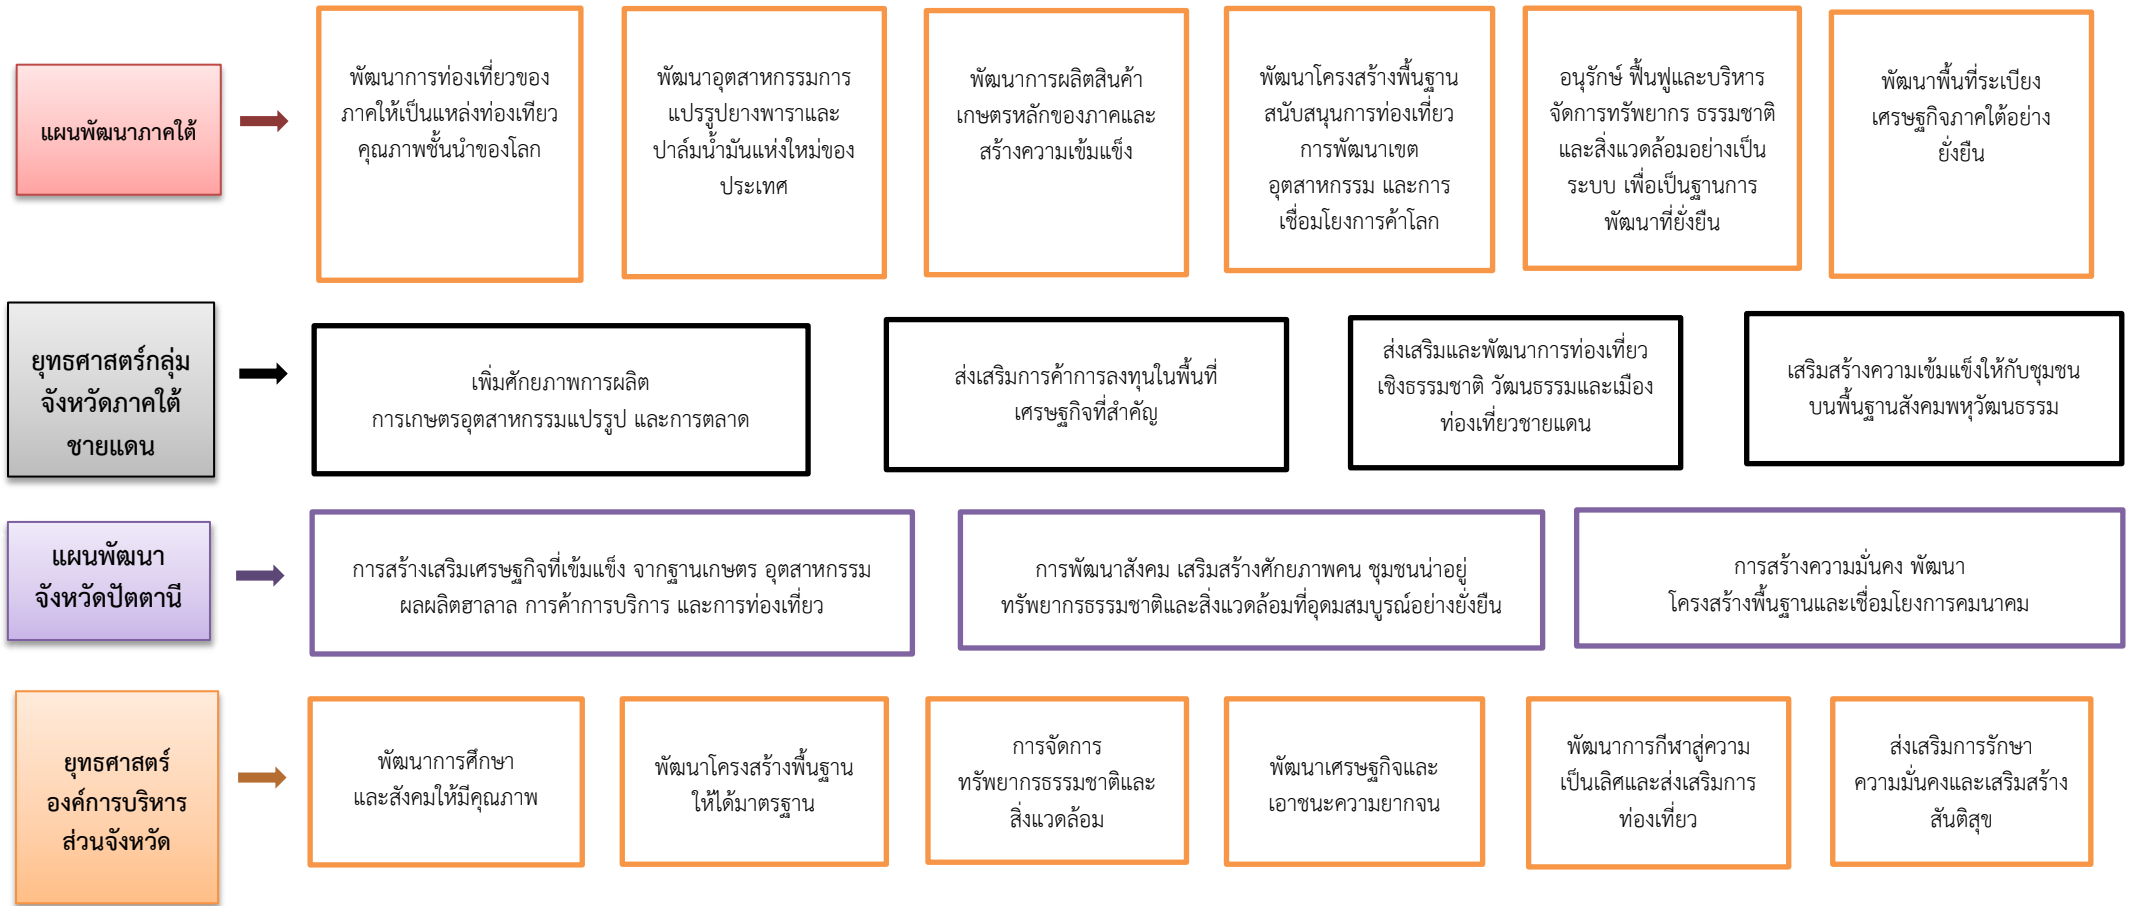 แผนพัฒนาภาคใต้
พัฒนาการท่องเที่ยวของ
ภาคให้เป็นแหล่งท่องเทียว
คุณภาพชั้นนำของโลก
พัฒนาอุตสาหกรรมการ
แปรรูปยางพาราและ
ปาล์มน้ำมันแห่งใหม่ของ
ประเทศ
พัฒนาการผลิตสินค้า
เกษตรหลักของภาคและ
สร้างความเข้มแข็ง
พัฒนาโครงสร้างพื้นฐาน
สนับสนุนการท่องเที่ยว
การพัฒนาเขต
อุตสาหกรรม และการ
เชื่อมโยงการค้าโลก
อนุรักษ์ ฟื้นฟูและบริหาร
จัดการทรัพยากร ธรรมชาติ
และสิ่งแวดล้อมอย่างเป็น
ระบบ เพื่อเป็นฐานการ
พัฒนาที่ยั่งยืน
พัฒนาพื้นที่ระเบียง
เศรษฐกิจภาคใต้อย่าง
ยั่งยืน
ยุทธศาสตร์กลุ่ม
จังหวัดภาคใต้
ชายแดน
เพิ่มศักยภาพการผลิต
การเกษตรอุตสาหกรรมแปรรูป และการตลาด
ส่งเสริมการค้าการลงทุนในพื้นที่
เศรษฐกิจที่สำคัญ
ส่งเสริมและพัฒนาการท่องเที่ยว
เชิงธรรมชาติ วัฒนธรรมและเมือง
ท่องเที่ยวชายแดน
เสริมสร้างความเข้มแข็งให้กับชุมชน
บนพื้นฐานสังคมพหุวัฒนธรรม
แผนพัฒนา
จังหวัดปัตตานี
การสร้างเสริมเศรษฐกิจที่เข้มแข็ง จากฐานเกษตร อุตสาหกรรม
ผลผลิตฮาลาล การค้าการบริการ และการท่องเที่ยว
การพัฒนาสังคม เสริมสร้างศักยภาพคน ชุมชนน่าอยู่
ทรัพยากรธรรมชาติและสิ่งแวดล้อมที่อุดมสมบูรณ์อย่างยั่งยืน
การสร้างความมั่นคง พัฒนา
โครงสร้างพื้นฐานและเชื่อมโยงการคมนาคม
ยุทธศาสตร์
องค์การบริหาร
ส่วนจังหวัด
พัฒนาการศึกษา
และสังคมให้มีคุณภาพ
พัฒนาโครงสร้างพื้นฐาน
ให้ได้มาตรฐาน
การจัดการ
ทรัพยากรธรรมชาติและ
สิ่งแวดล้อม
พัฒนาเศรษฐกิจและ
เอาชนะความยากจน
พัฒนาการกีฬาสู่ความ
เป็นเลิศและส่งเสริมการ
ท่องเที่ยว
ส่งเสริมการรักษา
ความมั่นคงและเสริมสร้าง
สันติสุข